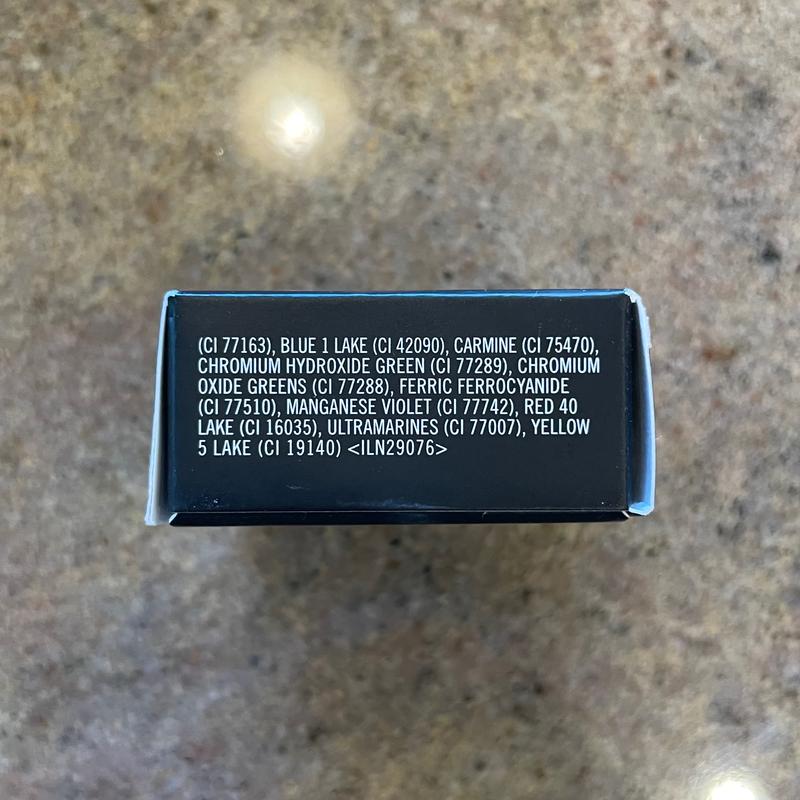 (CI 77163), BLUE 1 LAKE (CI 42090), CARMINE (CI 75470),
CHROMIUM HYDROXIDE GREEN (CI 77289), CHROMIUM
OXIDE GREENS (CI 77288), FERRIC FERROCYANIDE
(CI 77510), MANGANESE VIOLET (CI 77742), RED 40
LAKE (CI 16035), ULTRAMARINES (CI 77007), YELLOW
5 LAKE (CI 19140) <ILN29076>